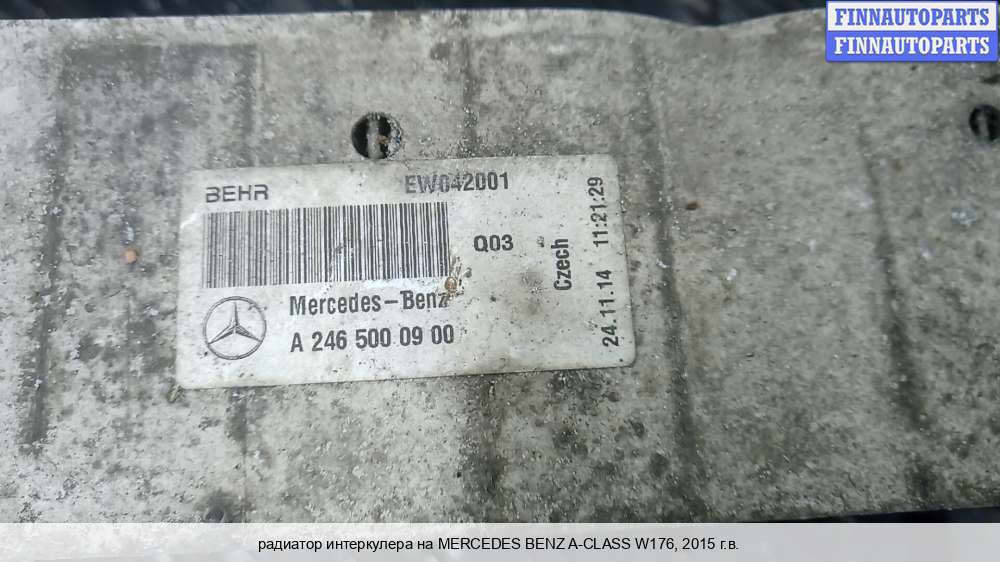 FINNAUTOPARTS
FINNAUTOPARTS
BEHR
EW042001
Q03
Czech
24.11.14 11:21:29
Mercedes-Benz
A 246 500 09 00
радиатор интеркулера на MERCEDES BENZ A-CLASS W176, 2015 г.в.